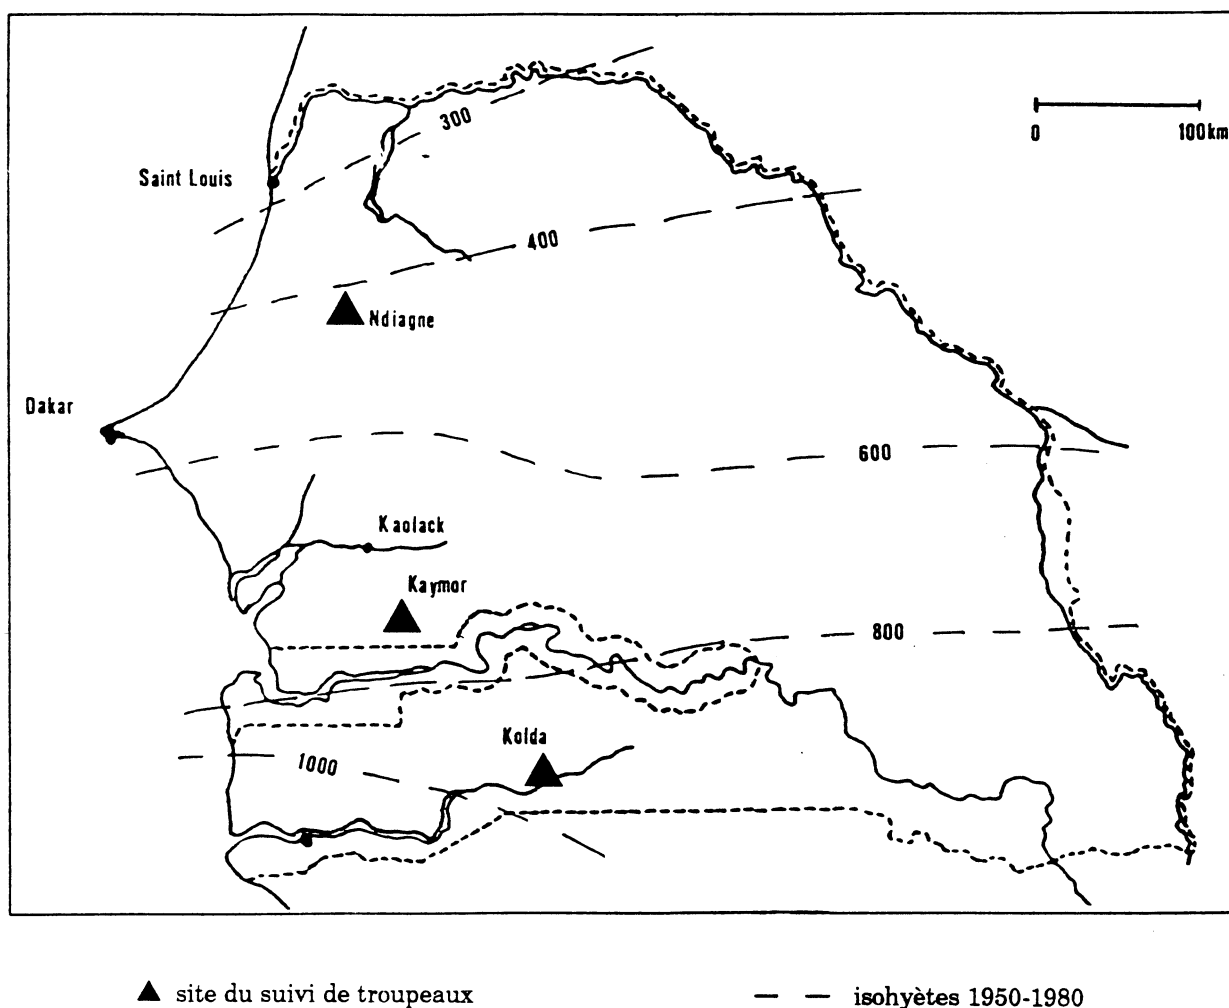 300
0
100km
Saint Louis
400
Ndiagne
Dakar
600
Kaolack
Kaymor
800
Kolda
1000
▲ site du suivi de troupeaux
— — isohyètes 1950-1980